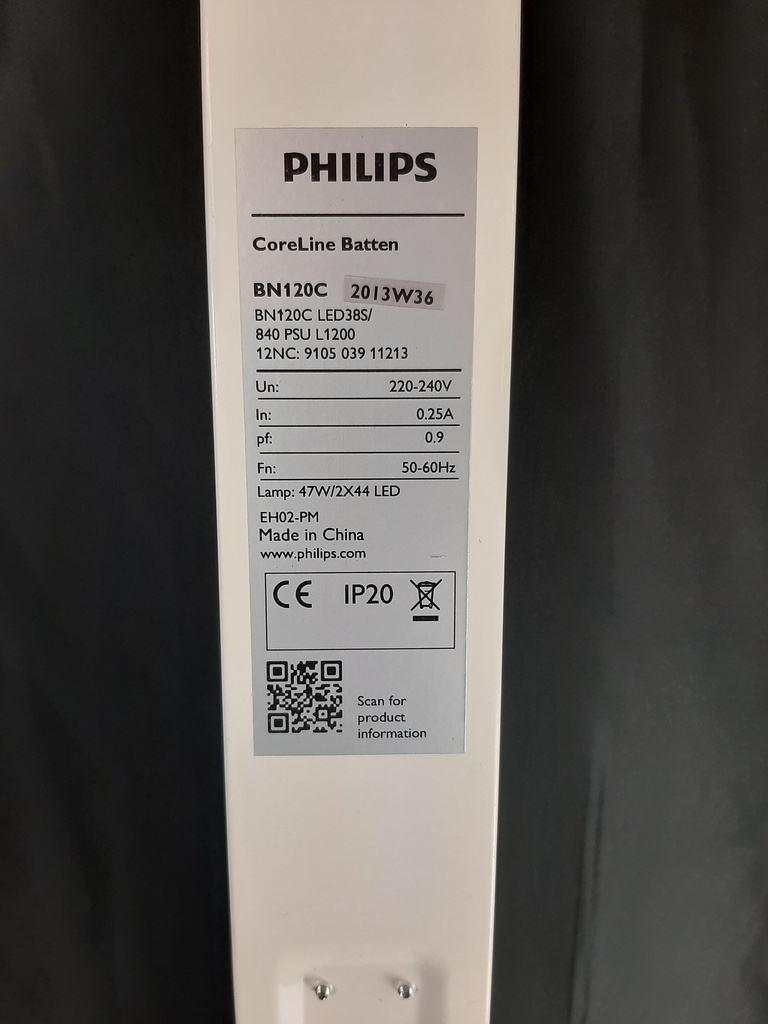 PHILIPS
CoreLine Batten
BN120C 2013W36
BN120C LED38S/
840 PSU L1200
12NC: 9105 039 11213
Un: 220-240V
In: 0.25A
pf: 0.9
Fn: 50-60Hz
Lamp: 47W/2X44 LED
EH02-PM
Made in China
www.philips.com
CE IP20
Scan for
product
information